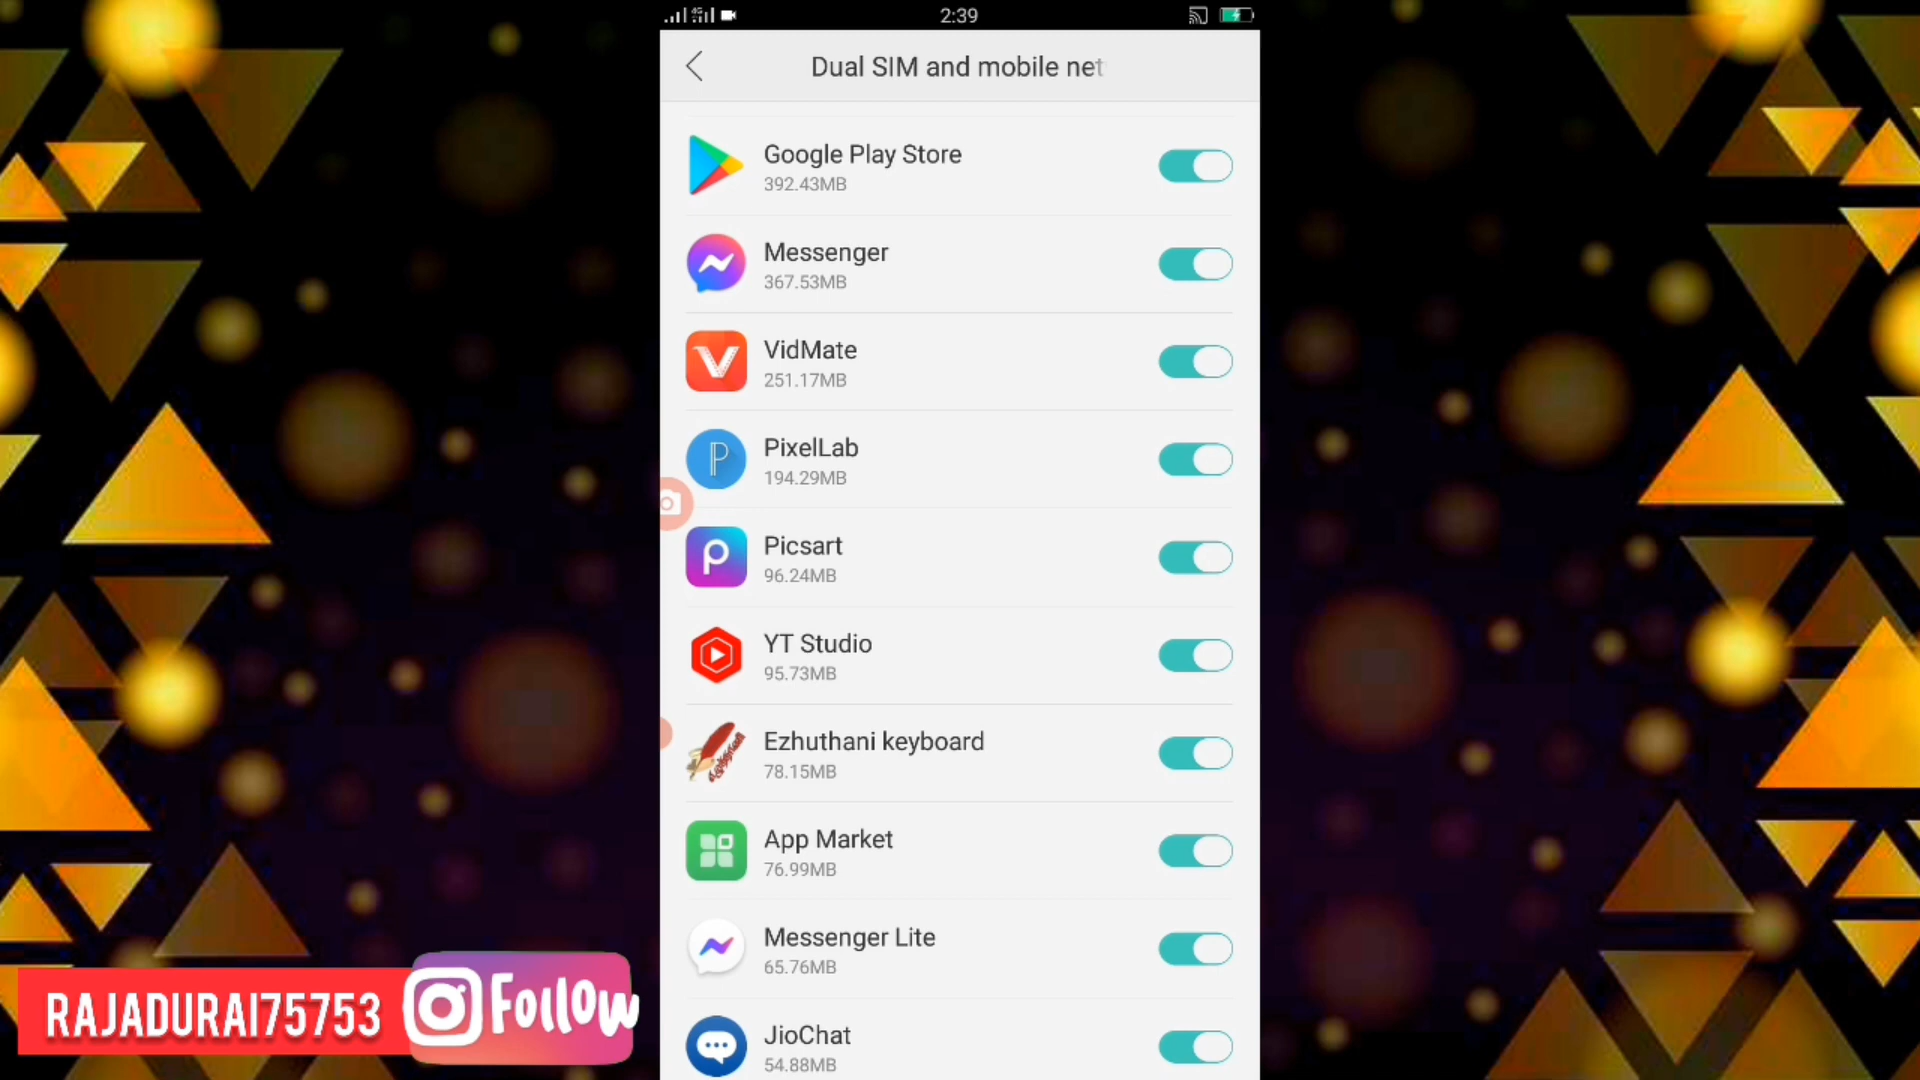 4G
2:39
Dual SIM and mobile net
Google Play Store
392.43MB
Messenger
367.53MB
VidMate
251.17MB
PixelLab
194.29MB
Picsart
96.24MB
YT Studio
95.73MB
Ezhuthani keyboard
78.15MB
App Market
76.99MB
Messenger Lite
65.76MB
JioChat
54.88MB
RAJADURAI75753
Follow